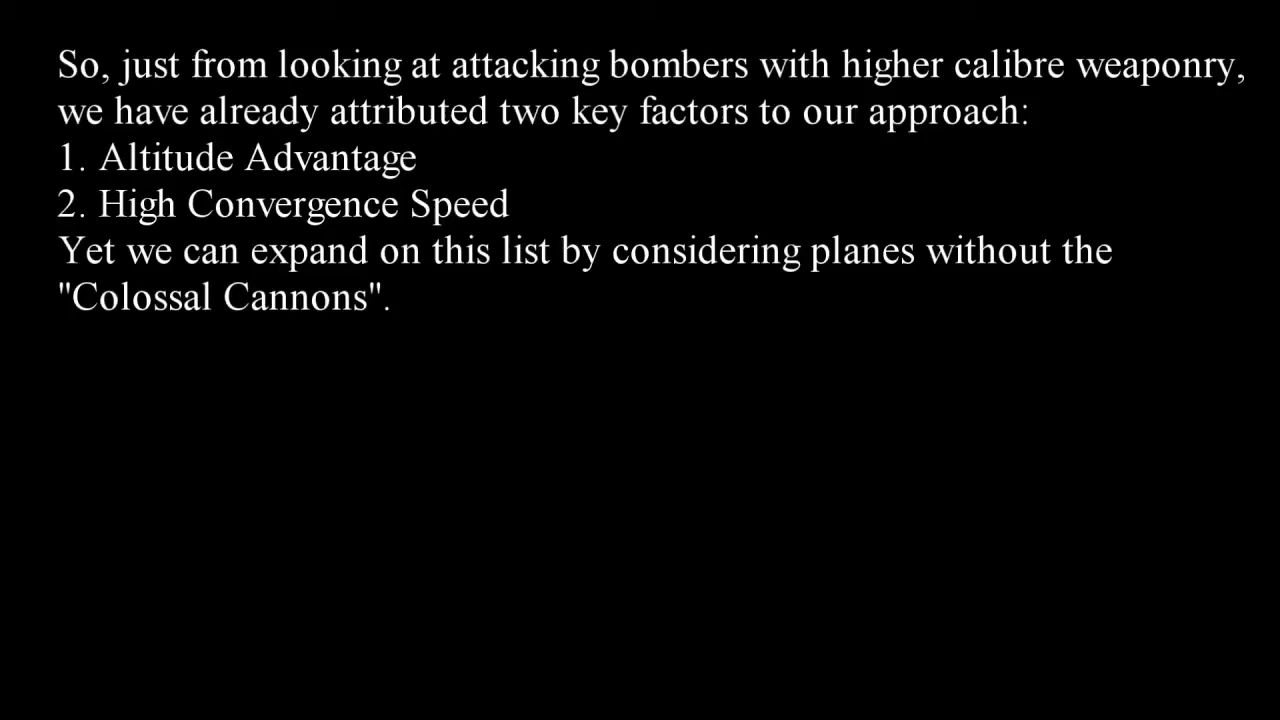 So, just from looking at attacking bombers with higher calibre weaponry,
we have already attributed two key factors to our approach:
1. Altitude Advantage
2. High Convergence Speed
Yet we can expand on this list by considering planes without the
"Colossal Cannons".